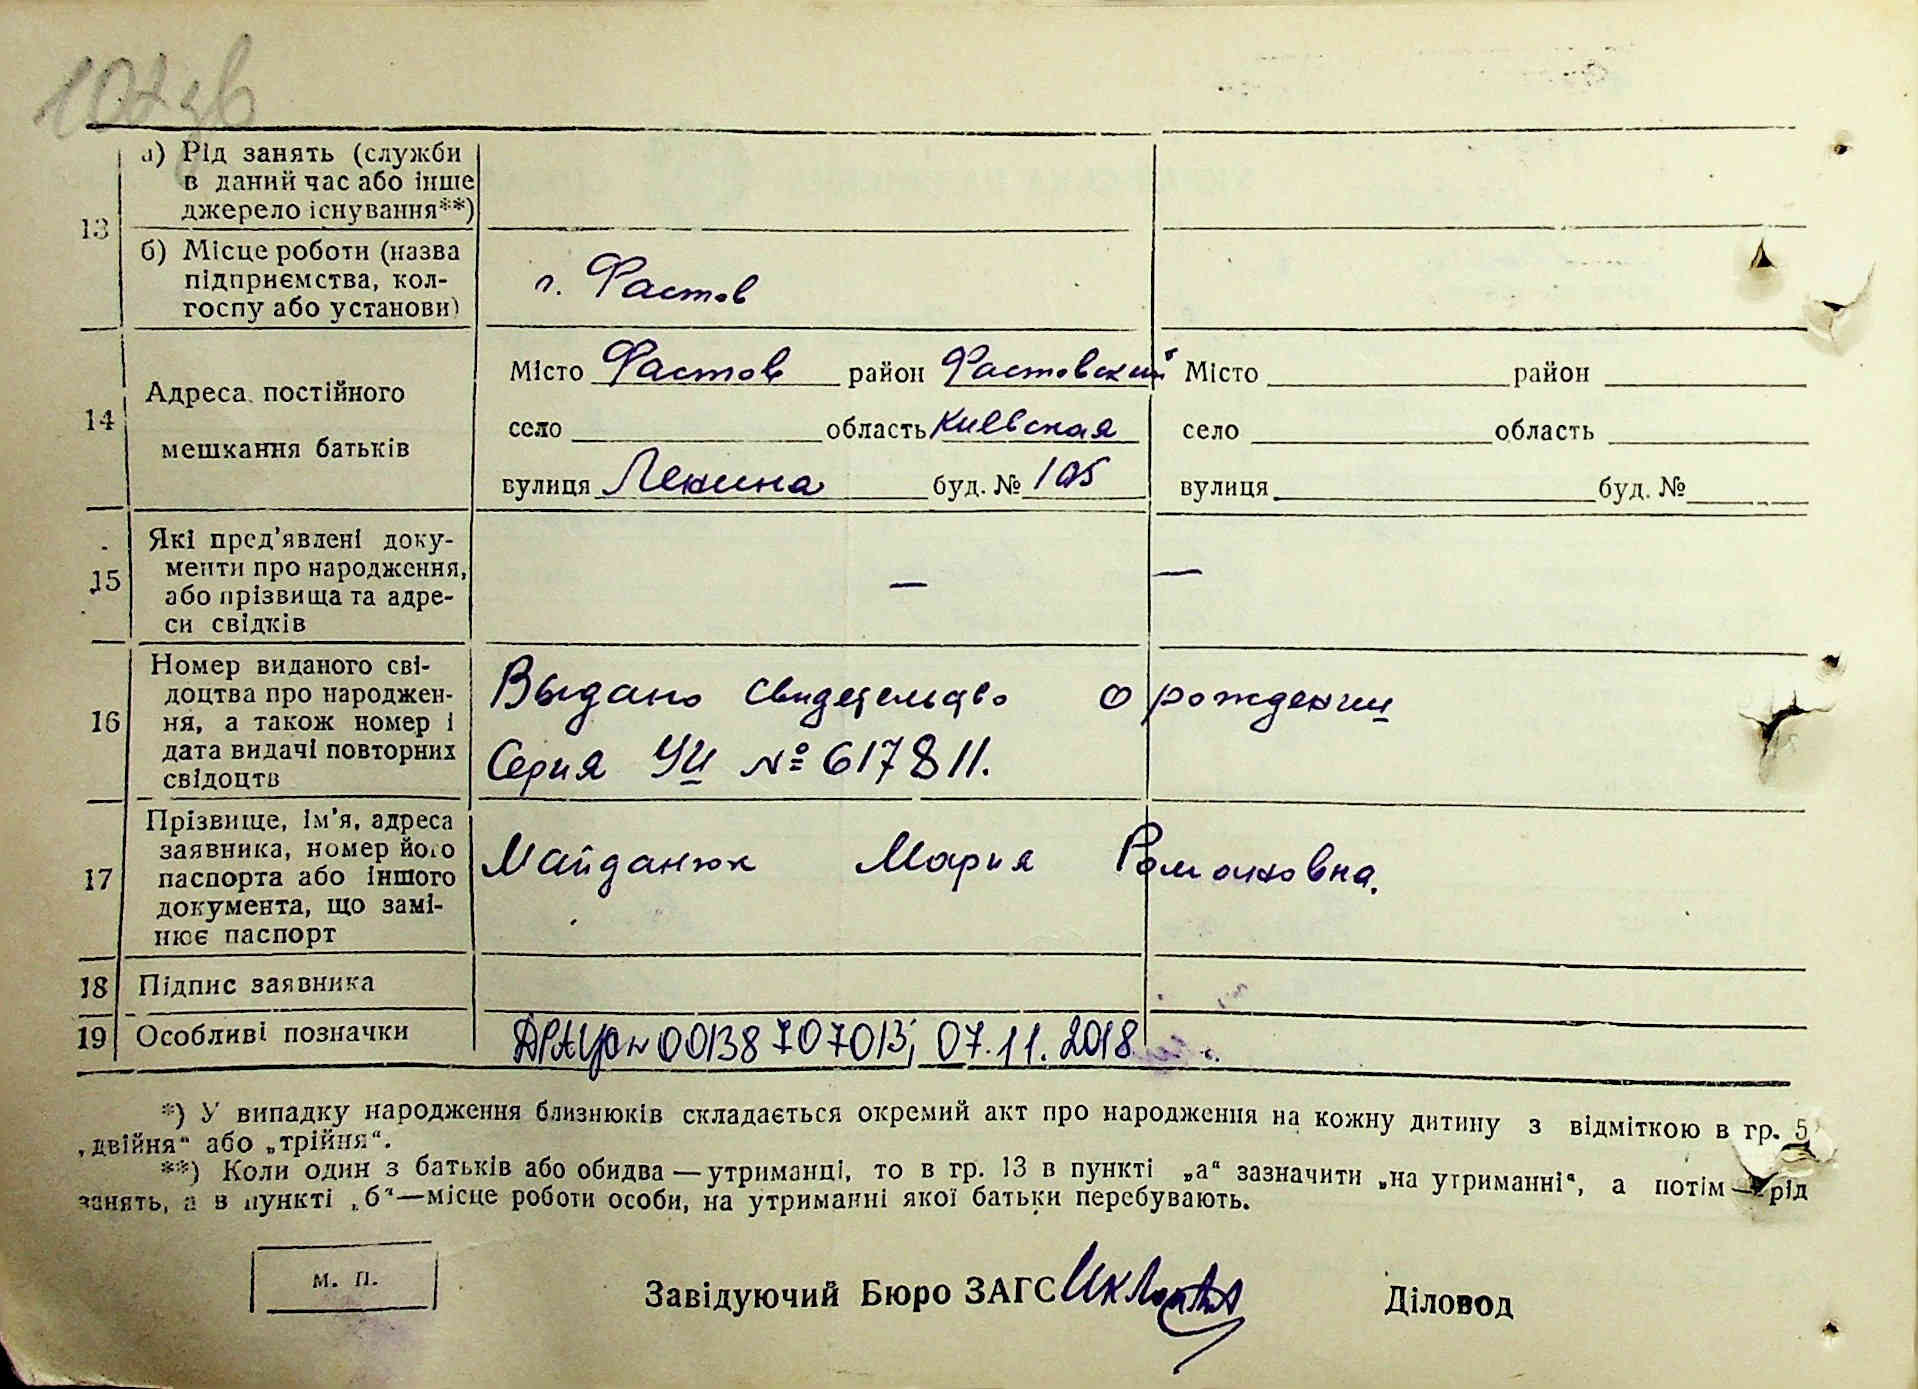 107зв
13 а) Рід занять (служби
в даний час або інше
джерело існування**)
б) Місце роботи (назва
підприємства, кол-
госпу або установи)
г. Фастов
14 Адреса постійного
мешкання батьків
Місто Фастов район Фастовский
село область Киевская
вулиця Ленина буд. № 105
Місто район
село область
вулиця буд. №
15 Які пред’явлені доку-
менти про народження,
або прізвища та адре-
си свідків
— —
16 Номер виданого сві-
доцтва про народжен-
ня, а також номер і
дата видачі повторних
свідоцтв
Выдано свидетельство о рождении
Серия УИ № 617811.
17 Прізвище, ім’я, адреса
заявника, номер його
паспорта або іншого
документа, що замі-
нює паспорт
Майданюк Мария Романовна.
18 Підпис заявника
19 Особливі позначки
ДРАЦС N 00138707013; 07.11.2018
*) У випадку народження близнюків складається окремий акт про народження на кожну дитину з відміткою в гр. 5
„двійня“ або „трійня“.
**) Коли один з батьків або обидва — утриманці, то в гр. 13 в пункті „а“ зазначити „на утриманні“, а потім — рід
занять, а в пункті „б“ — місце роботи особи, на утриманні якої батьки перебувають.
м. п.
Завідуючий Бюро ЗАГС
Діловод